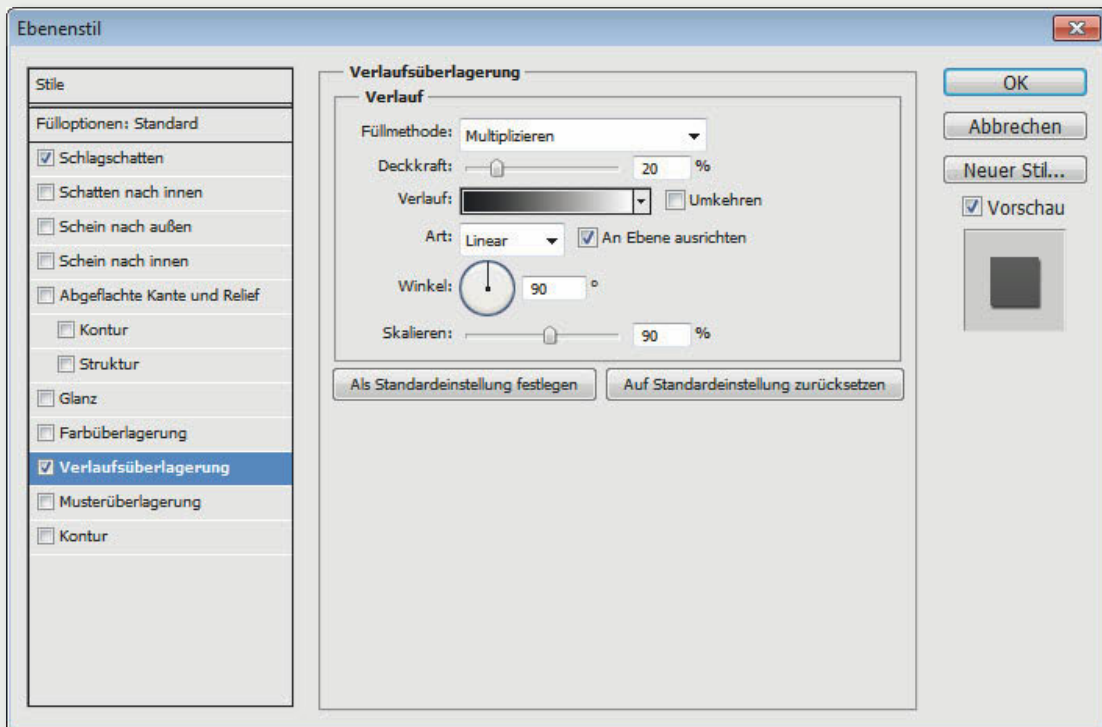 Ebenenstil
Stile
Fülloptionen: Standard
Schlagschatten
Schatten nach innen
Schein nach außen
Schein nach innen
Abgeflachte Kante und Relief
Kontur
Struktur
Glanz
Farbüberlagerung
Verlaufsüberlagerung
Musterüberlagerung
Kontur
Verlaufsüberlagerung
Verlauf
Füllmethode: Multiplizieren
Deckkraft: 20 %
Verlauf: Umkehren
Art: Linear An Ebene ausrichten
Winkel: 90 °
Skalieren: 90 %
Als Standardeinstellung festlegen Auf Standardeinstellung zurücksetzen
OK
Abbrechen
Neuer Stil...
Vorschau